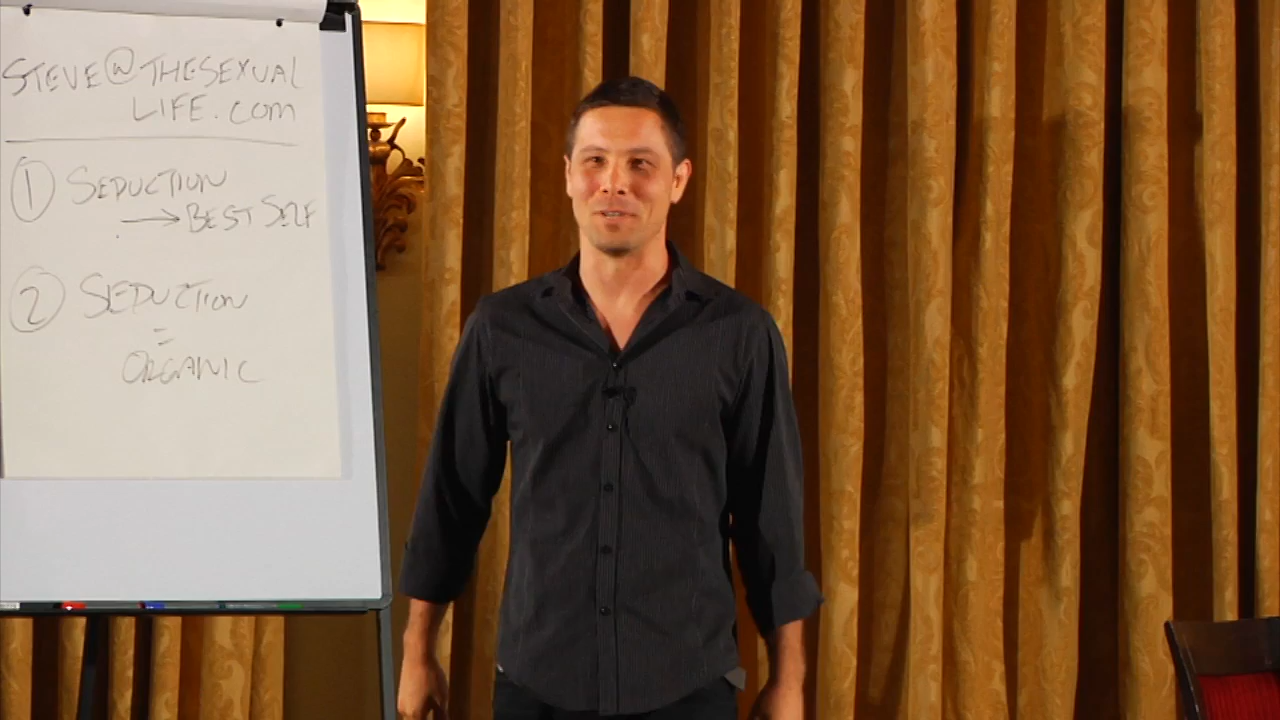 STEVE@THESEXUAL
LIFE.COM
1 SEDUCTION
→ BEST SELF
2 SEDUCTION
=
ORGANIC